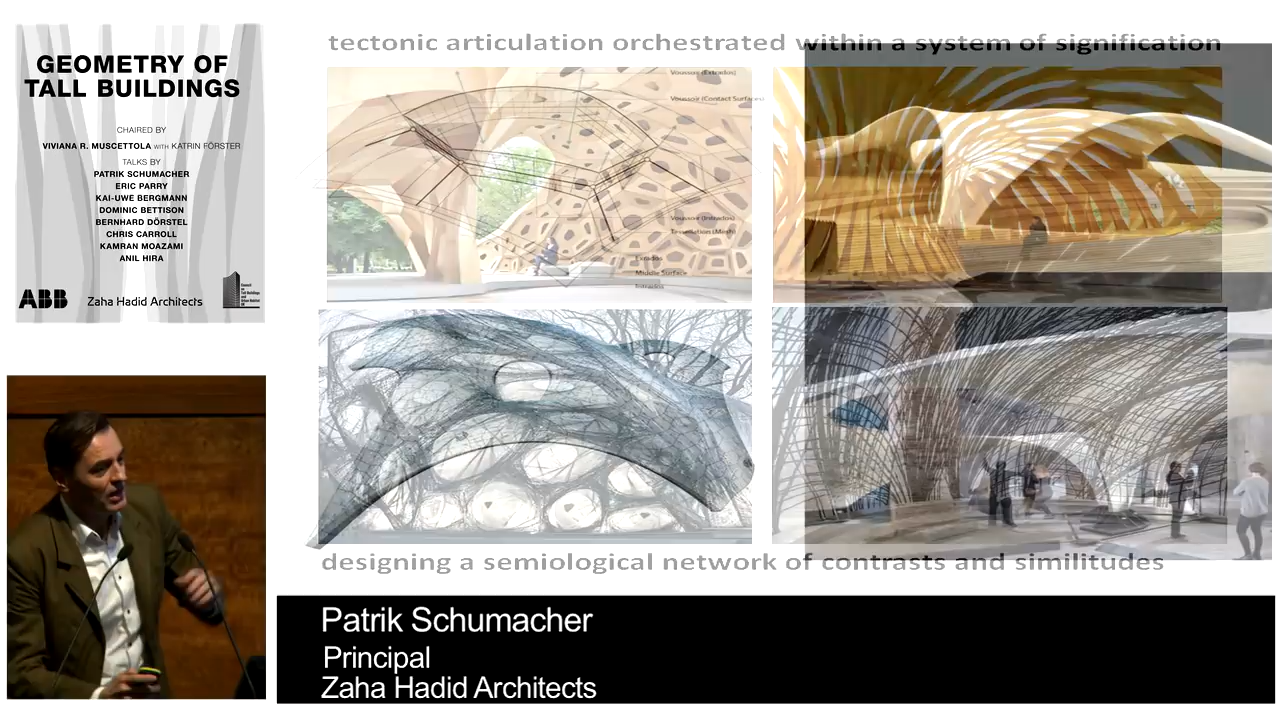 GEOMETRY OF
TALL BUILDINGS
CHAIRED BY
VIVIANA R. MUSCETTOLA WITH KATRIN FÖRSTER
TALKS BY
PATRIK SCHUMACHER
ERIC PARRY
KAI-UWE BERGMANN
DOMINIC BETTISON
BERNHARD DÖRSTEL
CHRIS CARROLL
KAMRAN MOAZAMI
ANIL HIRA
ABB
Zaha Hadid Architects
tectonic articulation orchestrated within a system of signification
Voussoir (Extrados)
Voussoir (Contact Surfaces)
Voussoir (Intrados)
Tessellation (Mesh)
Extrados
Middle Surface
Intrados
designing a semiological network of contrasts and similitudes
Patrik Schumacher
Principal
Zaha Hadid Architects